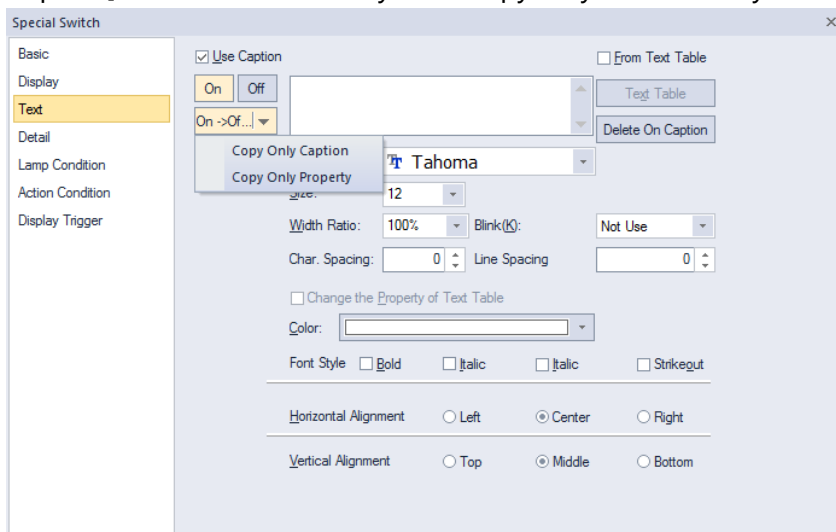 Special Switch
Basic
Display
Text
Detail
Lamp Condition
Action Condition
Display Trigger
Use Caption
From Text Table
On Off
Text Table
On ->Of...
Delete On Caption
Copy Only Caption
Copy Only Property
Tahoma
Size: 12
Width Ratio: 100% Blink(K): Not Use
Char. Spacing: 0 Line Spacing 0
Change the Property of Text Table
Color:
Font Style Bold Italic Italic Strikeout
Horizontal Alignment Left Center Right
Vertical Alignment Top Middle Bottom